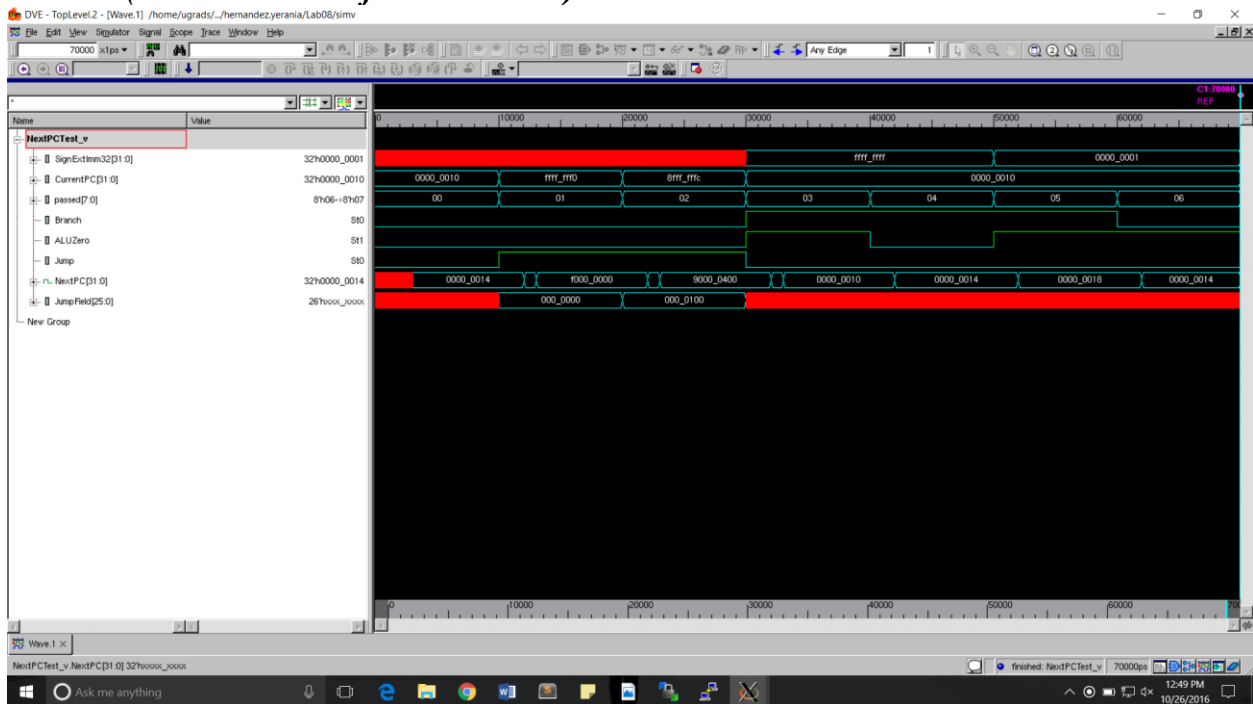 DVE - TopLevel.2 - [Wave.1] /home/ugrads/.../hernandez.yerania/Lab08/simv
File Edit View Simulator Signal Scope Trace Window Help
70000 x1ps Any Edge 1
C1:70000
REF
*
Name Value
0 10000 20000 30000 40000 50000 60000
NextPCTest_v
SignExtImm32[31:0] 32'h0000_0001 ffff_ffff 0000_0001
CurrentPC[31:0] 32'h0000_0010 0000_0010 ffff_fff0 8fff_fffc 0000_0010
passed[7:0] 8'h06->8'h07 00 01 02 03 04 05 06
Branch St0
ALUZero St1
Jump St0
NextPC[31:0] 32'h0000_0014 0000_0014 f000_0000 9000_0400 0000_0010 0000_0014 0000_0018 0000_0014
JumpField[25:0] 26'hxxx_xxxx 000_0000 000_0100
New Group
0 10000 20000 30000 40000 50000 60000 700
Wave.1 ×
NextPCTest_v.NextPC[31:0] 32'hxxxx_xxxx finished: NextPCTest_v 70000ps
Ask me anything
12:49 PM
10/26/2016